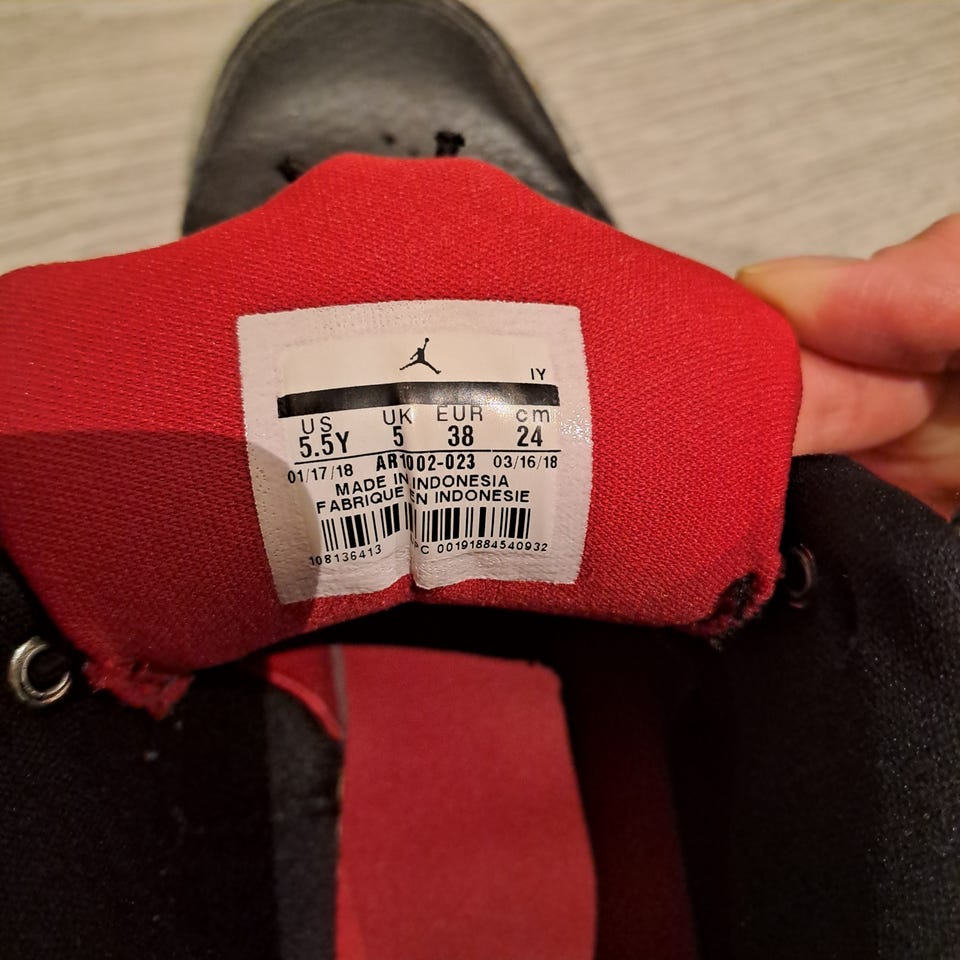 IY
US UK EUR cm
5.5Y 5 38 24
01/17/18 AR1002-023 03/16/18
MADE IN INDONESIA
FABRIQUE EN INDONESIE
108136413 PC 00191884540932